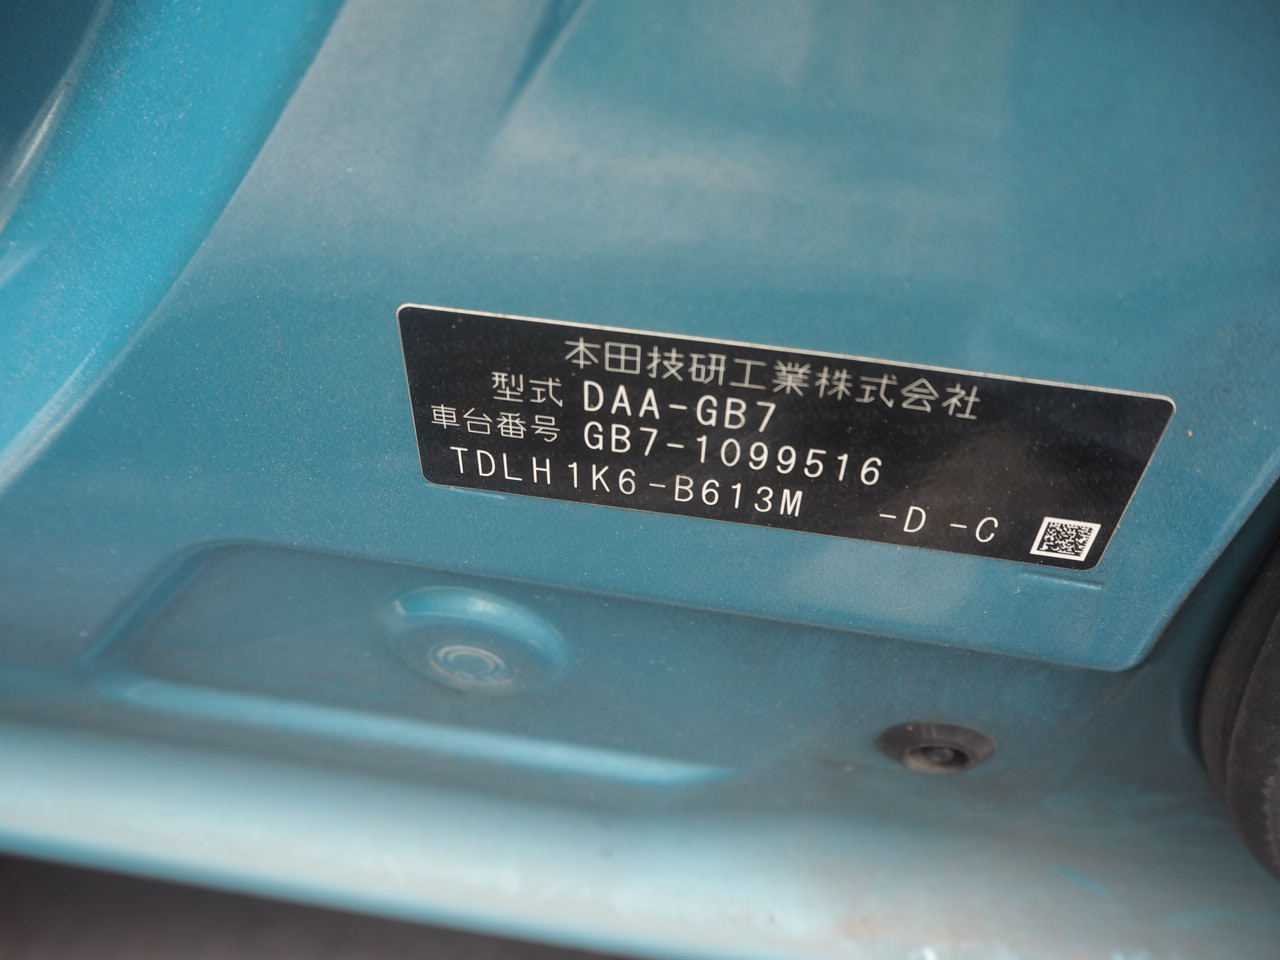 本田技研工業株式会社
型式 DAA-GB7
車台番号 GB7-1099516
TDLH1K6-B613M -D -C